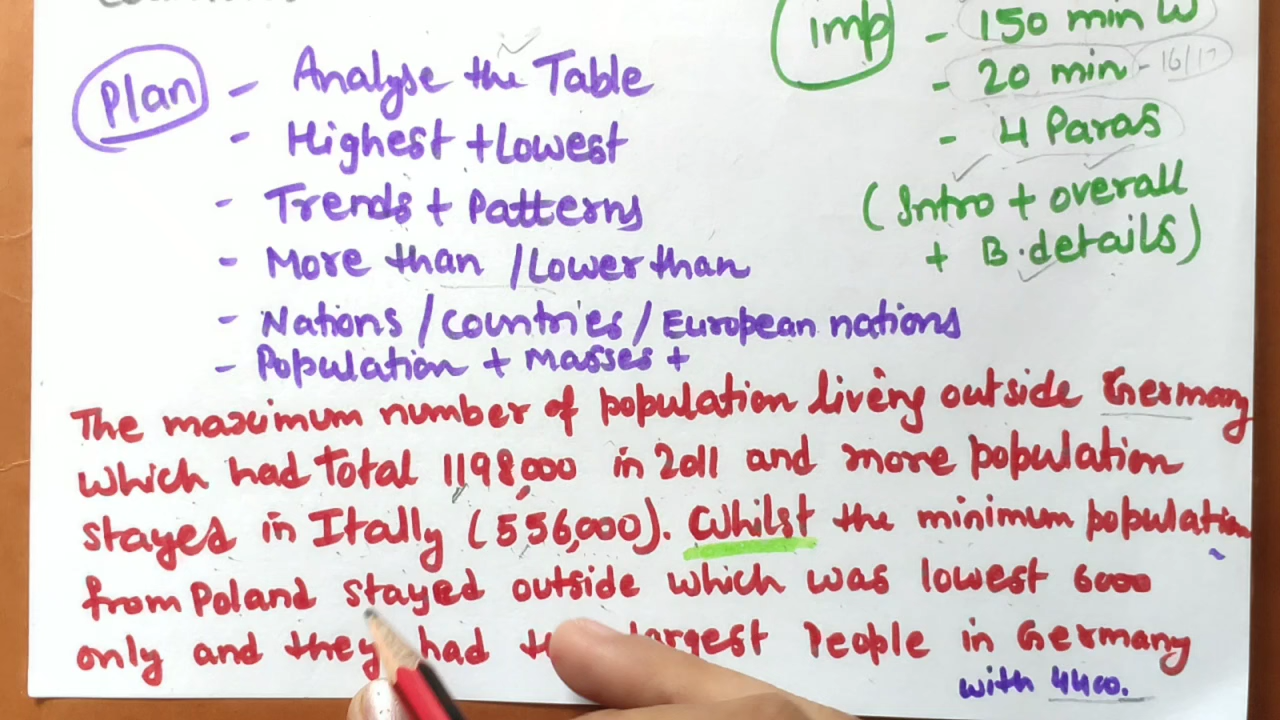 Plan
- Analyse the Table
- Highest + Lowest
- Trends + Patterns
- More than / Lower than
- Nations / Countries / European nations
- Population + Masses +
Imp
- 150 min W
- 20 min - 16/17
- 4 Paras
(Intro + overall
+ B. details)
The maximum number of population living outside Germany
which had Total 1198,000 in 2011 and more population
stayed in Itally (556,000). Whilst the minimum population
from Poland stayed outside which was lowest 6000
only and they had largest People in Germany
with 4400.